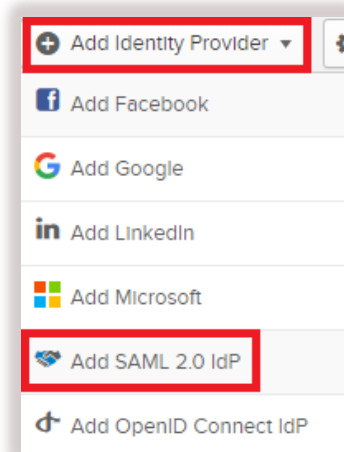 Add Identity Provider
Add Facebook
Add Google
in Add LinkedIn
Add Microsoft
Add SAML 2.0 IdP
Add OpenID Connect IdP